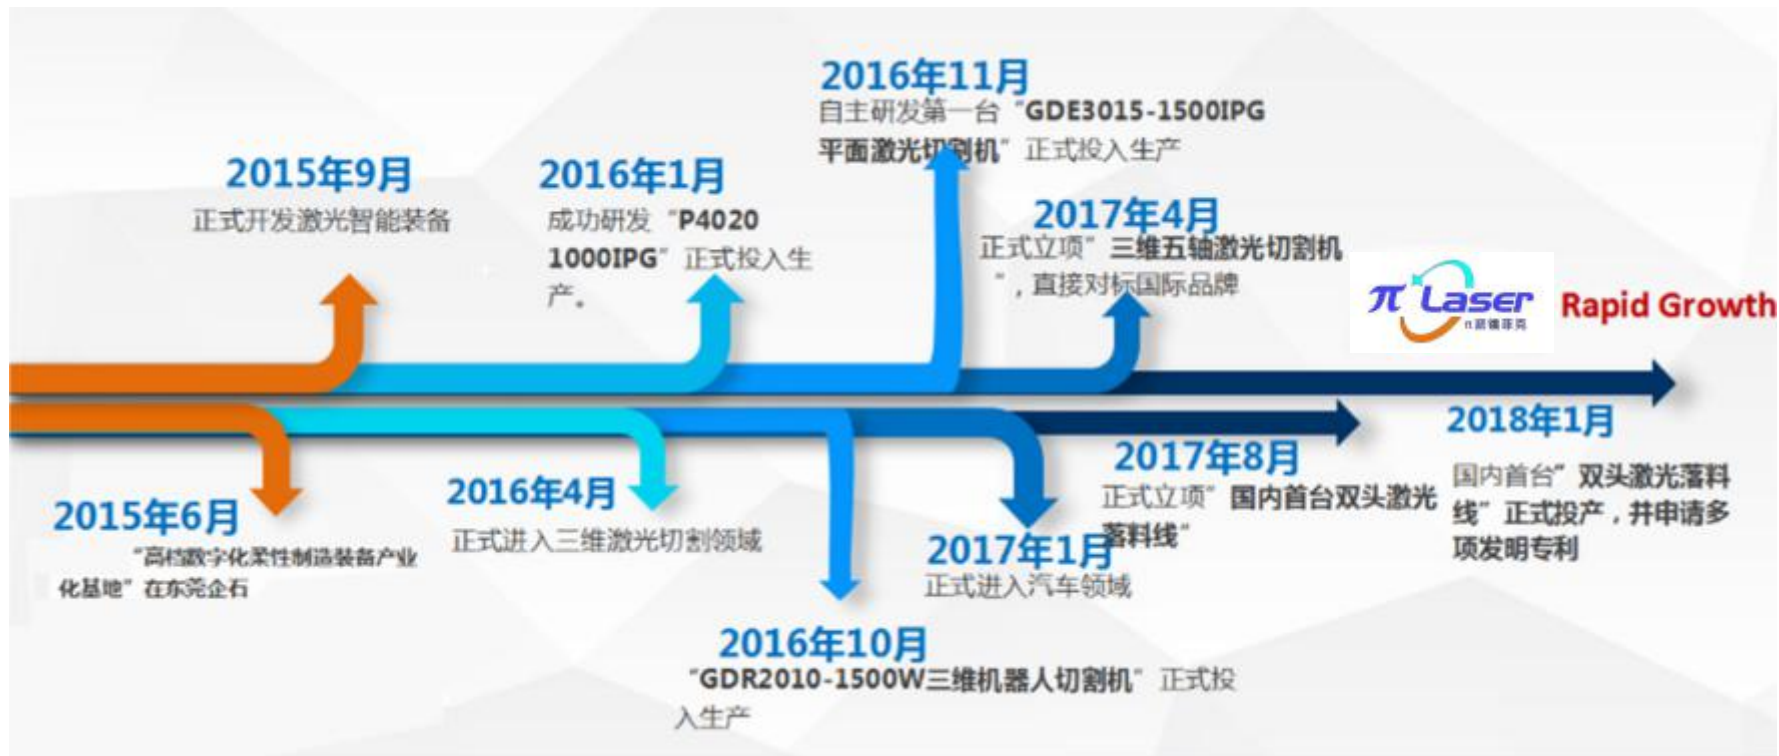 2016年11月
自主研发第一台“GDE3015-1500IPG
平面激光切割机”正式投入生产
2015年9月
正式开发激光智能装备
2016年1月
成功研发“P4020
1000IPG”正式投入生
产。
2017年4月
正式立项”三维五轴激光切割机
”，直接对标国际品牌
π Laser
Rapid Growth
2015年6月
“高档数字化柔性制造装备产业
化基地”在东莞企石
2016年4月
正式进入三维激光切割领域
2016年10月
“GDR2010-1500W三维机器人切割机”正式投
入生产
2017年1月
正式进入汽车领域
2017年8月
正式立项”国内首台双头激光
落料线”
2018年1月
国内首台”双头激光落料
线”正式投产，并申请多
项发明专利